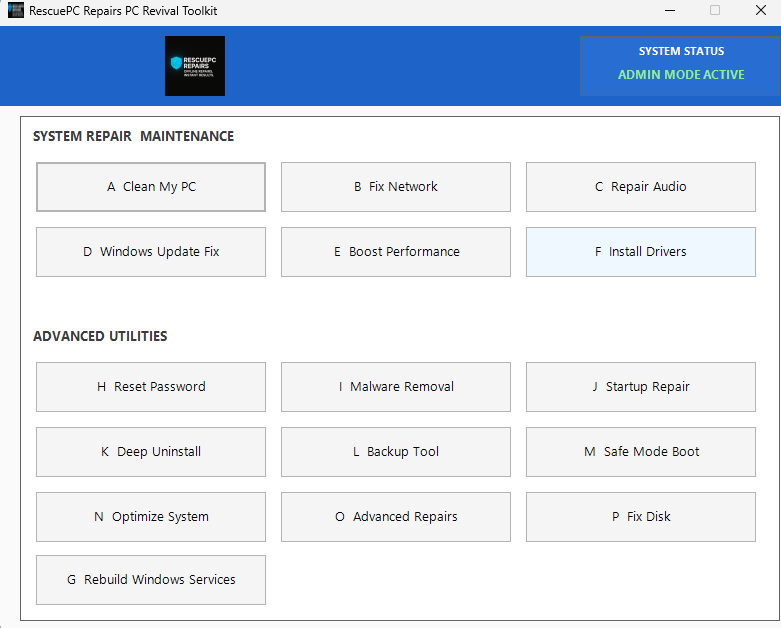 RescuePC Repairs PC Revival Toolkit
RESCUEPC
REPAIRS
OFFLINE REPAIRS.
INSTANT RESULTS.
SYSTEM STATUS
ADMIN MODE ACTIVE
SYSTEM REPAIR  MAINTENANCE
A  Clean My PC
B  Fix Network
C  Repair Audio
D  Windows Update Fix
E  Boost Performance
F  Install Drivers
ADVANCED UTILITIES
H  Reset Password
I  Malware Removal
J  Startup Repair
K  Deep Uninstall
L  Backup Tool
M  Safe Mode Boot
N  Optimize System
O  Advanced Repairs
P  Fix Disk
G  Rebuild Windows Services